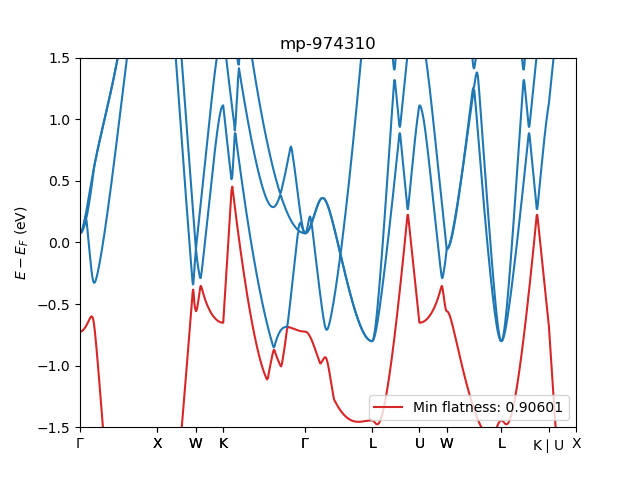 mp-974310
E − E_F (eV)
1.5
1.0
0.5
0.0
−0.5
−1.0
−1.5
Min flatness: 0.90601
Γ X W K Γ L U W L K | U X